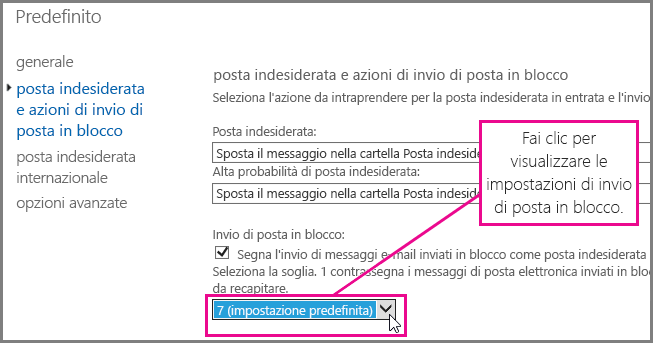 Predefinito
generale
posta indesiderata
e azioni di invio di
posta in blocco
posta indesiderata
internazionale
opzioni avanzate
posta indesiderata e azioni di invio di posta in blocco
Seleziona l'azione da intraprendere per la posta indesiderata in entrata e l'invio
Posta indesiderata:
Sposta il messaggio nella cartella Posta
Alta probabilità di posta indesiderata:
Sposta il messaggio nella cartella Posta
Fai clic per
visualizzare le
impostazioni di invio
di posta in blocco.
Invio di posta in blocco:
Segna l'invio di messaggi e-mail inviati in blocco come posta indesiderata
Seleziona la soglia. 1 contrassegna i messaggi di posta elettronica inviati in
da recapitare.
7 (impostazione predefinita)